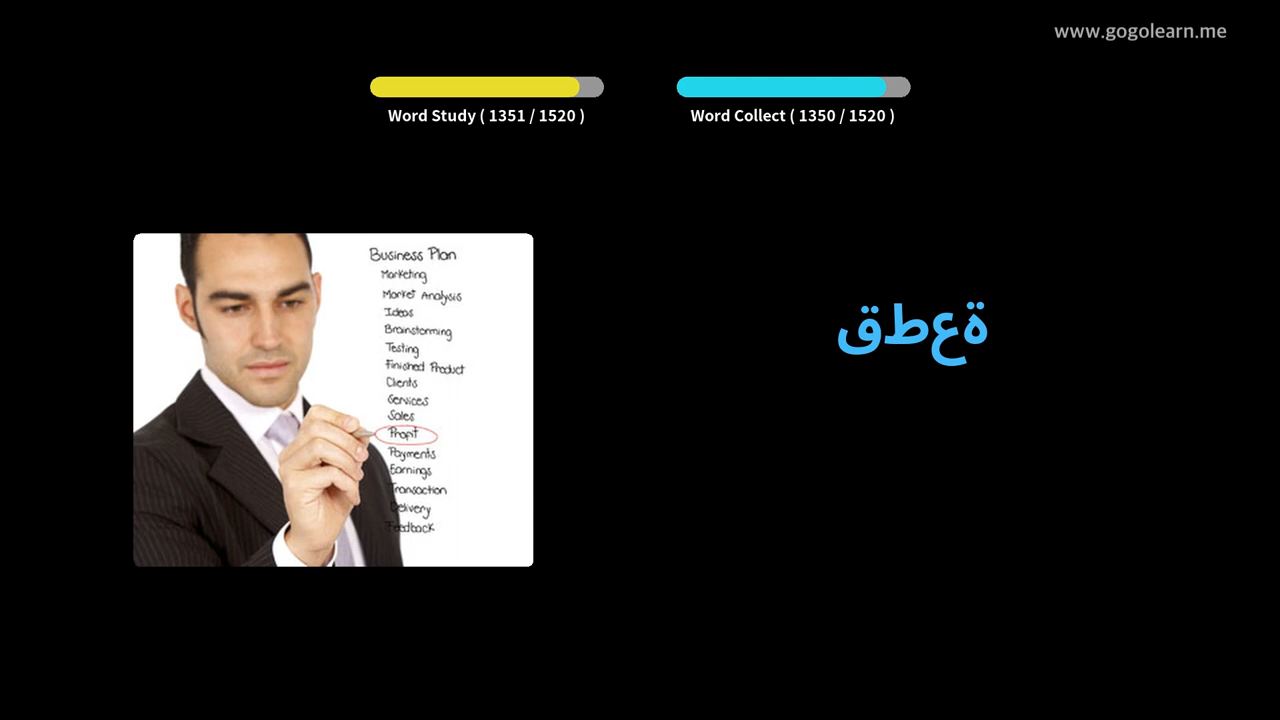 www.gogolearn.me
Word Study ( 1351 / 1520 )
Word Collect ( 1350 / 1520 )
Business Plan
Marketing
Market Analysis
Ideas
Brainstorming
Testing
Finished Product
Clients
Services
Sales
Profit
Payments
Earnings
Transaction
Delivery
Feedback
قطعة